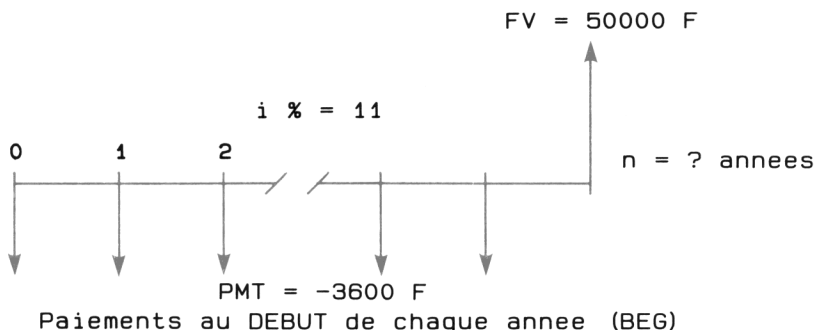 FV = 50000 F
i % = 11
0 1 2
n = ? annees
PMT = -3600 F
Paiements au DEBUT de chaque annee (BEG)